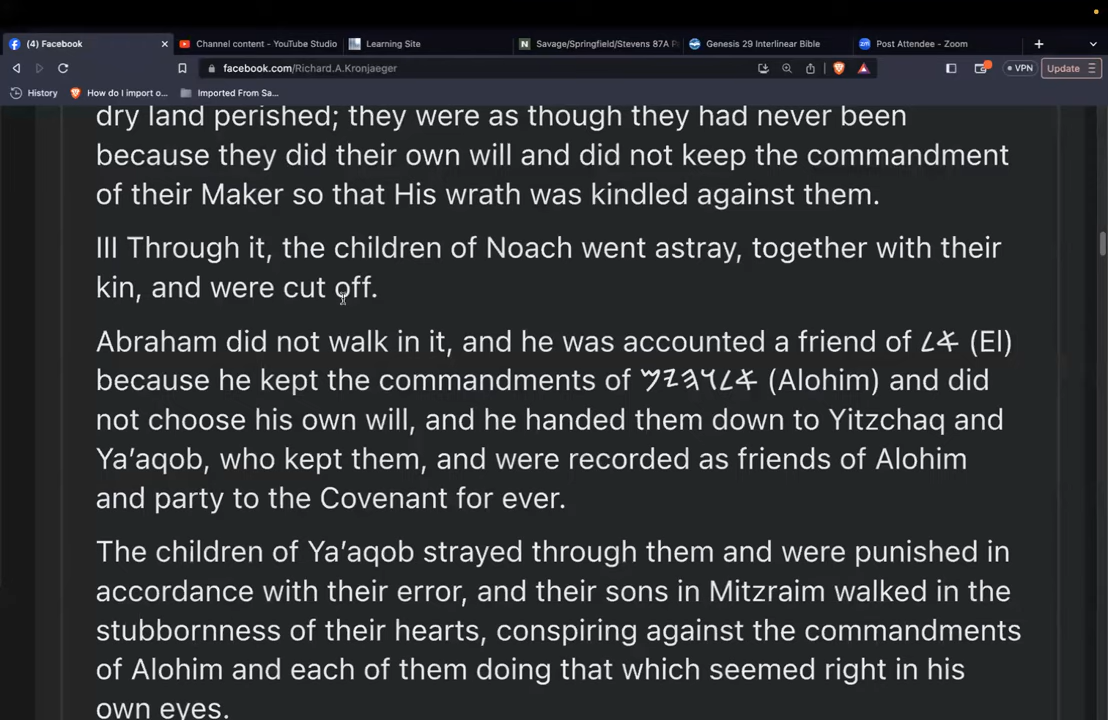 (4) Facebook
Channel content - YouTube Studio
Learning Site
Savage/Springfield/Stevens 87A P
Genesis 29 Interlinear Bible
Post Attendee - Zoom
facebook.com/Richard.A.Kronjaeger
VPN
Update
History
How do I import o...
Imported From Sa...
dry land perished; they were as though they had never been
because they did their own will and did not keep the commandment
of their Maker so that His wrath was kindled against them.
III Through it, the children of Noach went astray, together with their
kin, and were cut off.
Abraham did not walk in it, and he was accounted a friend of 𐤀𐤋 (El)
because he kept the commandments of 𐤀𐤋𐤅𐤄𐤉𐤌 (Alohim) and did
not choose his own will, and he handed them down to Yitzchaq and
Ya’aqob, who kept them, and were recorded as friends of Alohim
and party to the Covenant for ever.
The children of Ya’aqob strayed through them and were punished in
accordance with their error, and their sons in Mitzraim walked in the
stubbornness of their hearts, conspiring against the commandments
of Alohim and each of them doing that which seemed right in his
own eyes.